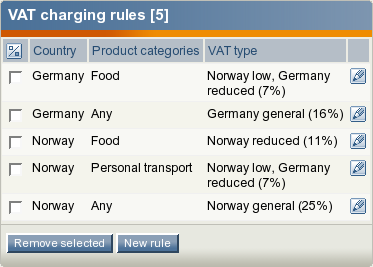 VAT charging rules [5]
Country Product categories VAT type
Germany Food Norway low, Germany
reduced (7%)
Germany Any Germany general (16%)
Norway Food Norway reduced (11%)
Norway Personal transport Norway low, Germany
reduced (7%)
Norway Any Norway general (25%)
Remove selected New rule